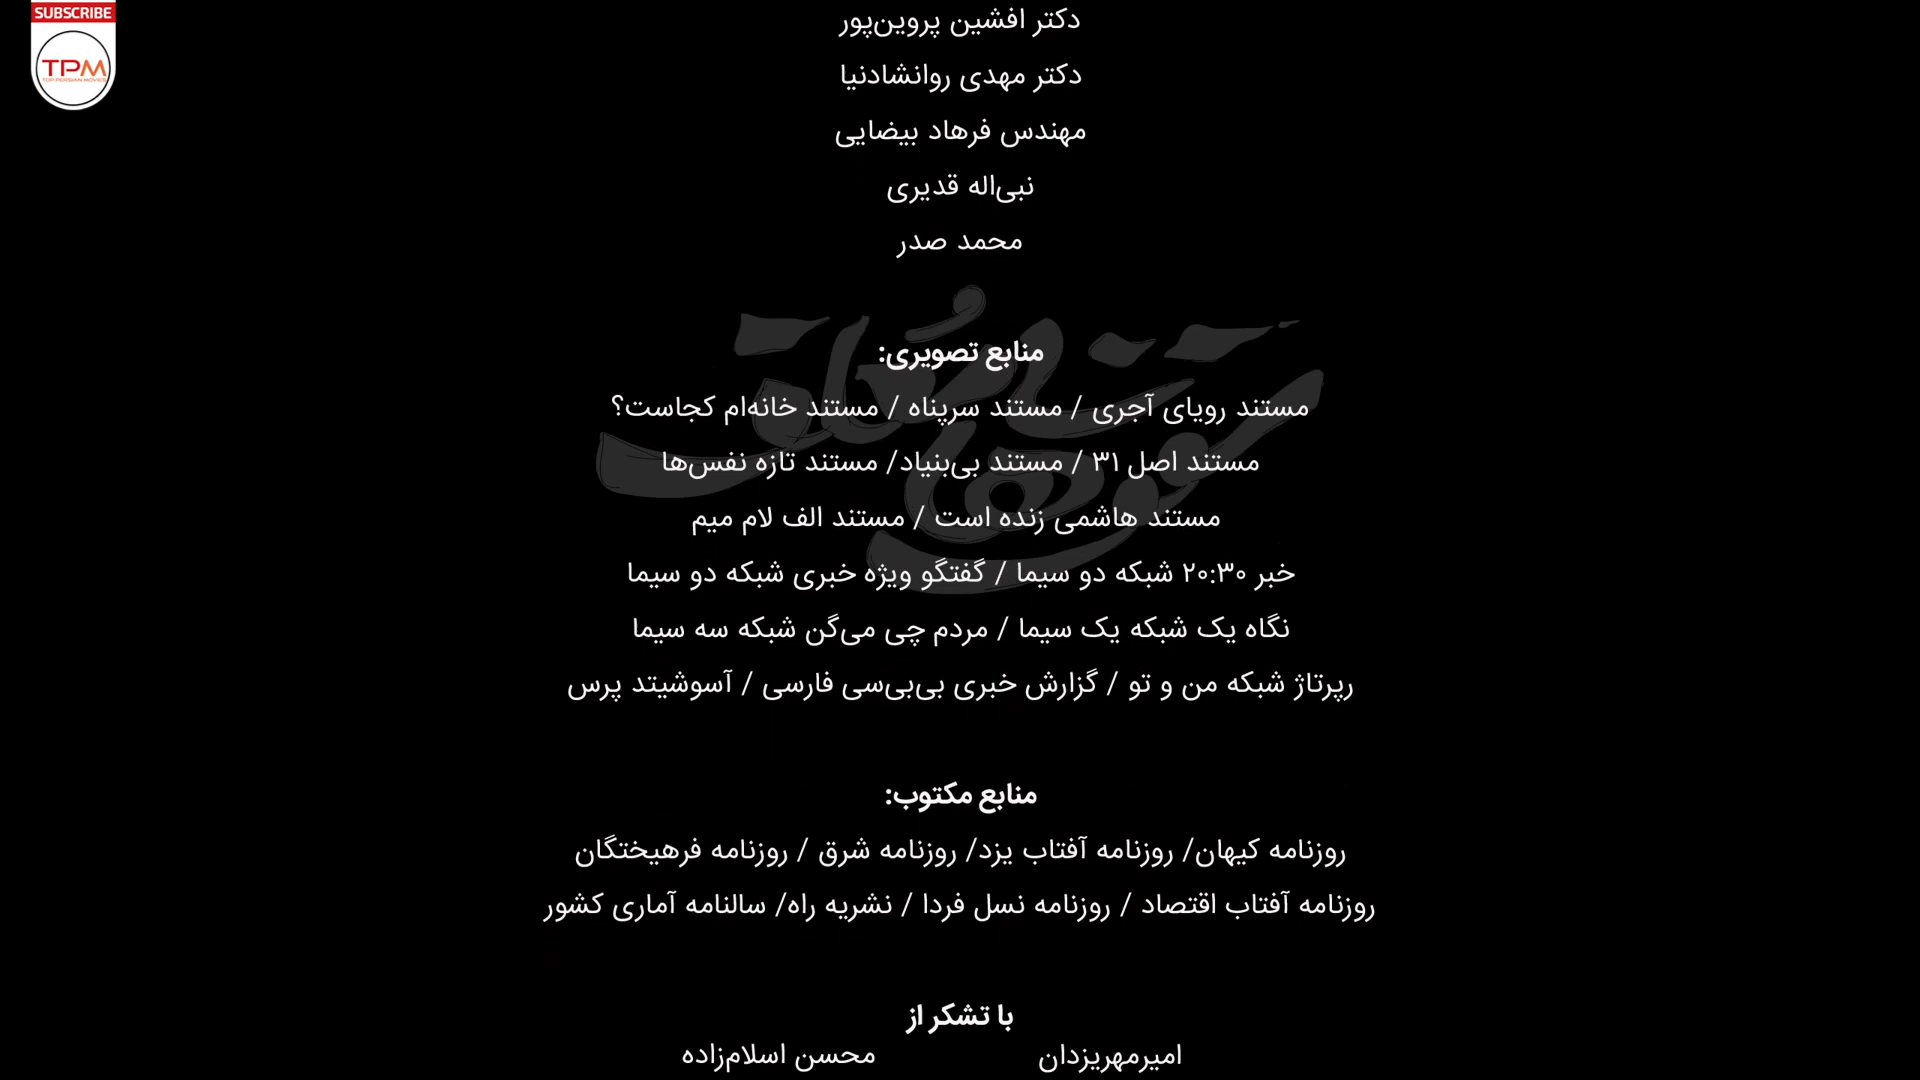 SUBSCRIBE
TPM
TOP PERSIAN MOVIES
دکتر افشین پروین‌پور
دکتر مهدی روانشادنیا
مهندس فرهاد بیضایی
نبی‌اله قدیری
محمد صدر
منابع تصویری:
مستند رویای آجری / مستند سرپناه / مستند خانه‌ام کجاست؟
مستند اصل ۳۱ / مستند بی‌بنیاد/ مستند تازه نفس‌ها
مستند هاشمی زنده است / مستند الف لام میم
خبر ۲۰:۳۰ شبکه دو سیما / گفتگو ویژه خبری شبکه دو سیما
نگاه یک شبکه یک سیما / مردم چی می‌گن شبکه سه سیما
رپرتاژ شبکه من و تو / گزارش خبری بی‌بی‌سی فارسی / آسوشیتد پرس
منابع مکتوب:
روزنامه کیهان/ روزنامه آفتاب یزد/ روزنامه شرق / روزنامه فرهیختگان
روزنامه آفتاب اقتصاد / روزنامه نسل فردا / نشریه راه/ سالنامه آماری کشور
با تشکر از
امیرمهریزدان محسن اسلام‌زاده